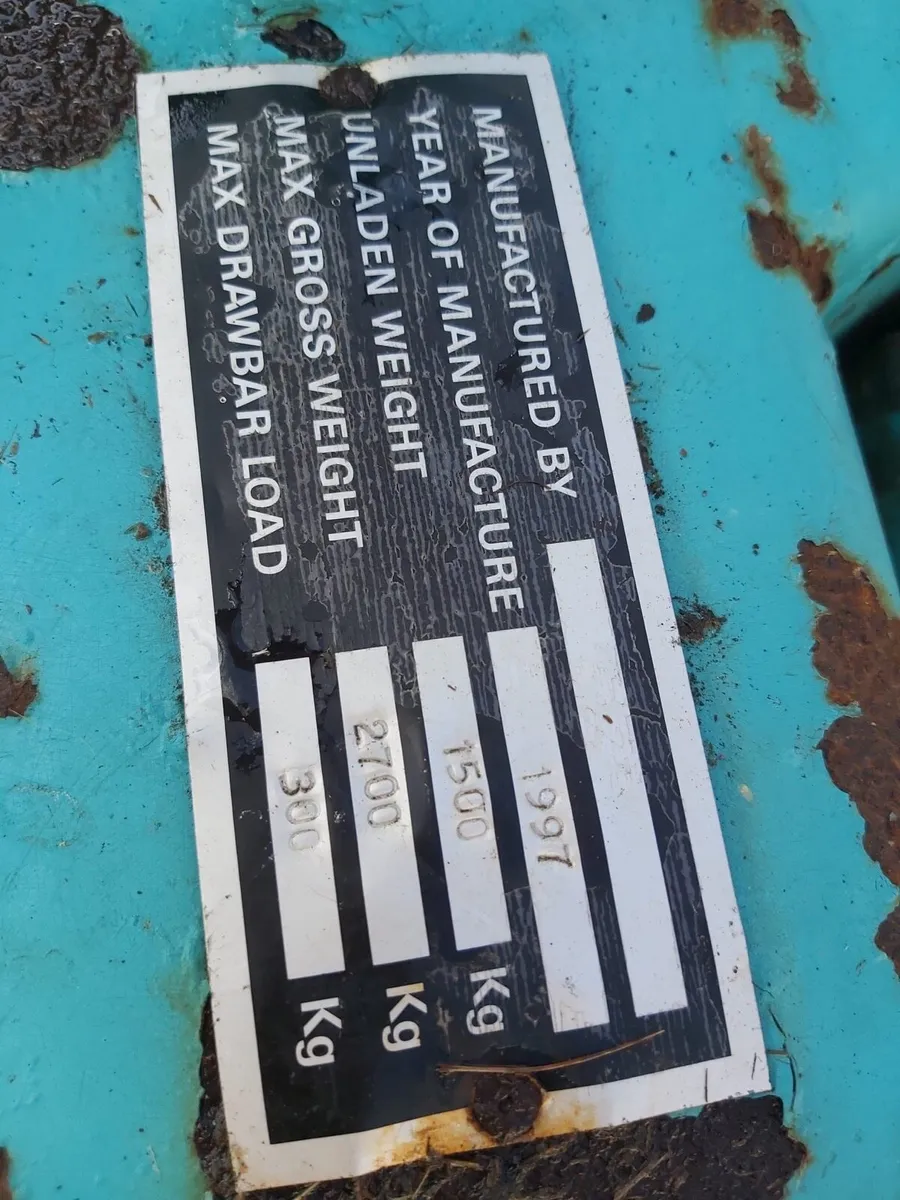 MANUFACTURED BY
YEAR OF MANUFACTURE 1997
UNLADEN WEIGHT 1500 Kg
MAX GROSS WEIGHT 2700 Kg
MAX DRAWBAR LOAD 300 Kg